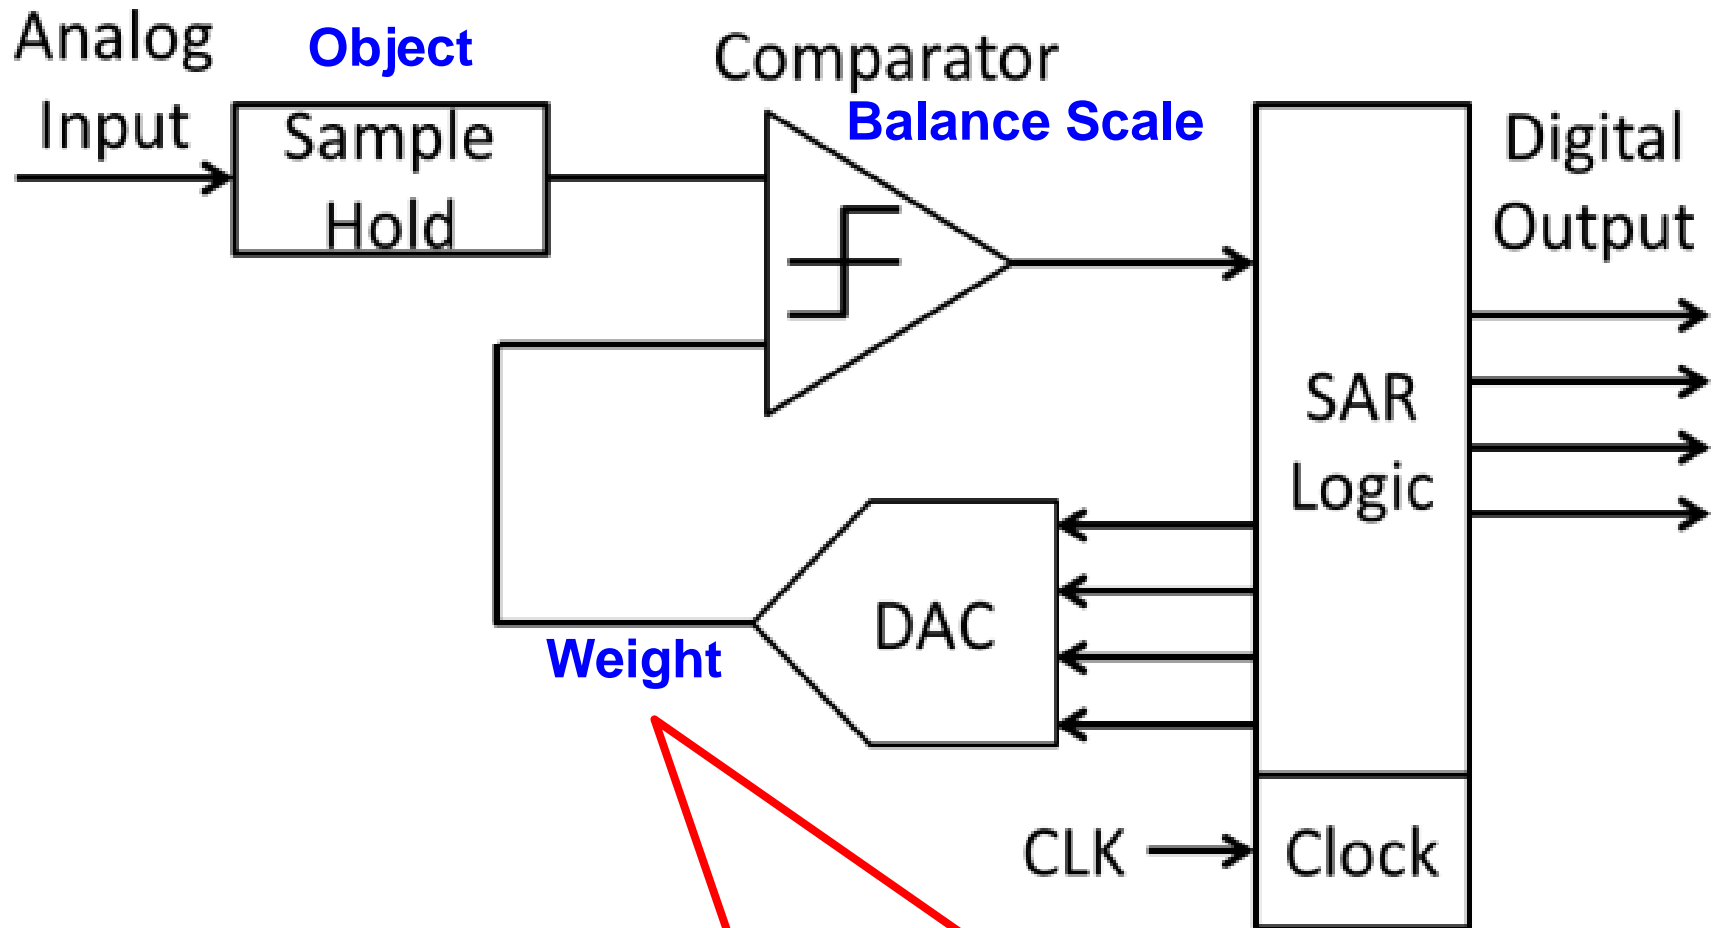 Analog
Input
Object
Sample
Hold
Comparator
Balance Scale
Digital
Output
SAR
Logic
DAC
Weight
CLK
Clock